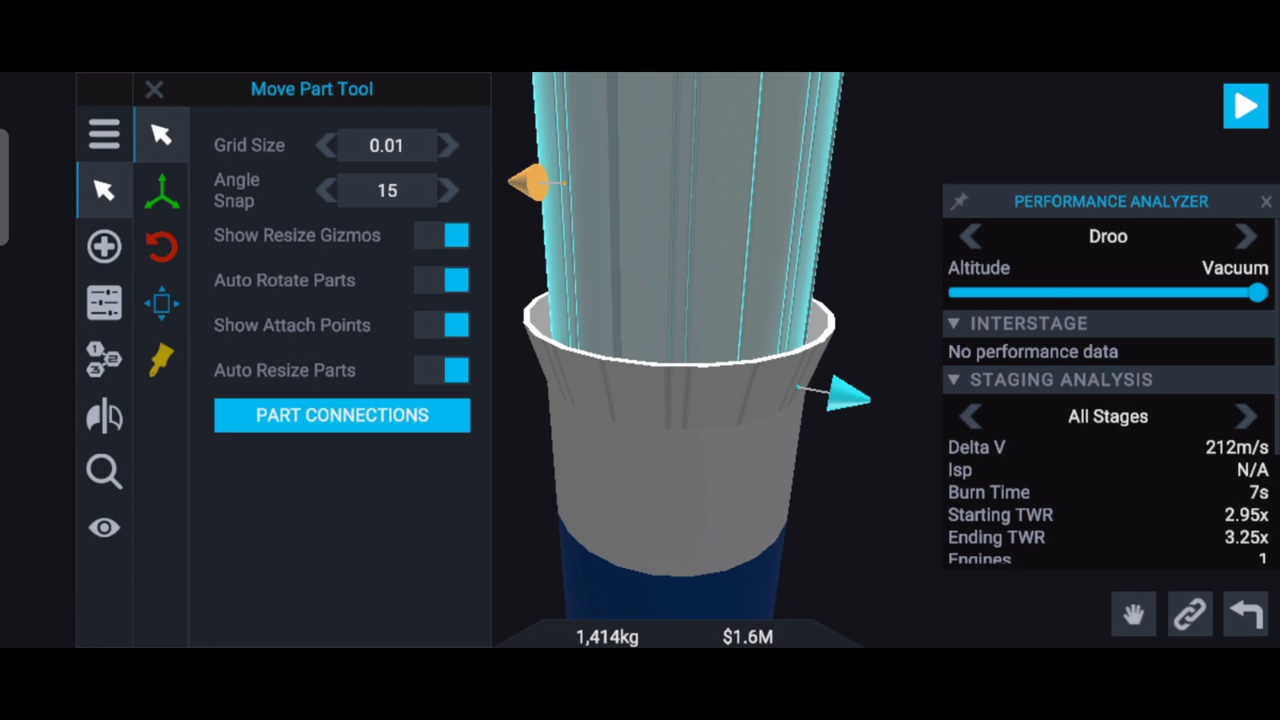 Move Part Tool
Grid Size
0.01
Angle
Snap
15
Show Resize Gizmos
Auto Rotate Parts
Show Attach Points
Auto Resize Parts
PART CONNECTIONS
1,414kg
$1.6M
PERFORMANCE ANALYZER
Droo
Altitude Vacuum
INTERSTAGE
No performance data
STAGING ANALYSIS
All Stages
Delta V 212m/s
Isp N/A
Burn Time 7s
Starting TWR 2.95x
Ending TWR 3.25x
Engines 1